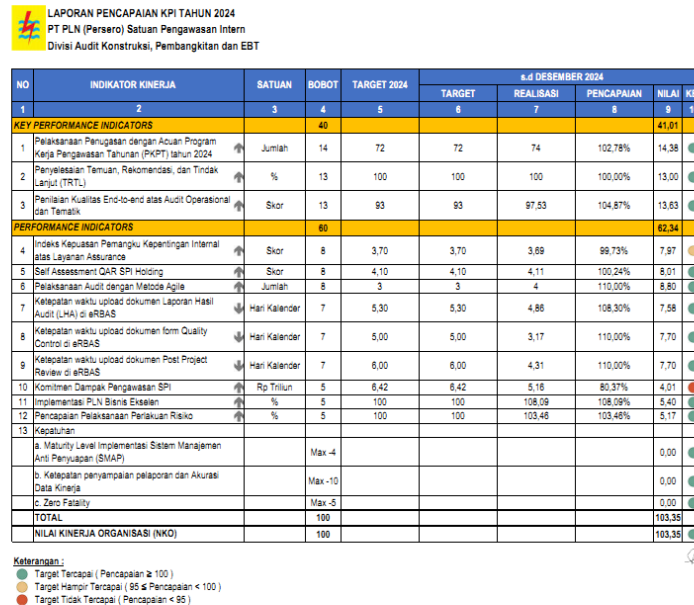 LAPORAN PENCAPAIAN KPI TAHUN 2024
PT PLN (Persero) Satuan Pengawasan Intern
Divisi Audit Konstruksi, Pembangkitan dan EBT
NO INDIKATOR KINERJA SATUAN BOBOT TARGET 2024 s.d DESEMBER 2024
TARGET REALISASI PENCAPAIAN NILAI
1 2 3 4 5 6 7 8 9
KEY PERFORMANCE INDICATORS 40 41,01
1 Pelaksanaan Penugasan dengan Acuan Program Kerja Pengawasan Tahunan (PKPT) tahun 2024 Jumlah 14 72 72 74 102,78% 14,38
2 Penyelesaian Temuan, Rekomendasi, dan Tindak Lanjut (TRTL) % 13 100 100 100 100,00% 13,00
3 Penilaian Kualitas End-to-end atas Audit Operasional dan Tematik Skor 13 93 93 97,53 104,87% 13,63
PERFORMANCE INDICATORS 60 62,34
4 Indeks Kepuasan Pemangku Kepentingan Internal atas Layanan Assurance Skor 8 3,70 3,70 3,69 99,73% 7,97
5 Self Assessment QAR SPI Holding Skor 8 4,10 4,10 4,11 100,24% 8,01
6 Pelaksanaan Audit dengan Metode Agile Jumlah 8 3 3 4 110,00% 8,80
7 Ketepatan waktu upload dokumen Laporan Hasil Audit (LHA) di eRBAS Hari Kalender 7 5,30 5,30 4,86 108,30% 7,58
8 Ketepatan waktu upload dokumen form Quality Control di eRBAS Hari Kalender 7 5,00 5,00 3,17 110,00% 7,70
9 Ketepatan waktu upload dokumen Post Project Review di eRBAS Hari Kalender 7 6,00 6,00 4,31 110,00% 7,70
10 Komitmen Dampak Pengawasan SPI Rp Triliun 5 6,42 6,42 5,16 80,37% 4,01
11 Implementasi PLN Bisnis Ekselen % 5 100 100 108,09 108,09% 5,40
12 Pencapaian Pelaksanaan Perlakuan Risiko % 5 100 100 103,46 103,46% 5,17
13 Kepatuhan
a. Maturity Level Implementasi Sistem Manajemen Anti Penyuapan (SMAP) Max -4 0,00
b. Ketepatan penyampaian pelaporan dan Akurasi Data Kinerja Max -10 0,00
c. Zero Fatality Max -5 0,00
TOTAL 100 103,35
NILAI KINERJA ORGANISASI (NKO) 100 103,35
Keterangan :
Target Tercapai ( Pencapaian ≥ 100 )
Target Hampir Tercapai ( 95 ≤ Pencapaian < 100 )
Target Tidak Tercapai ( Pencapaian < 95 )